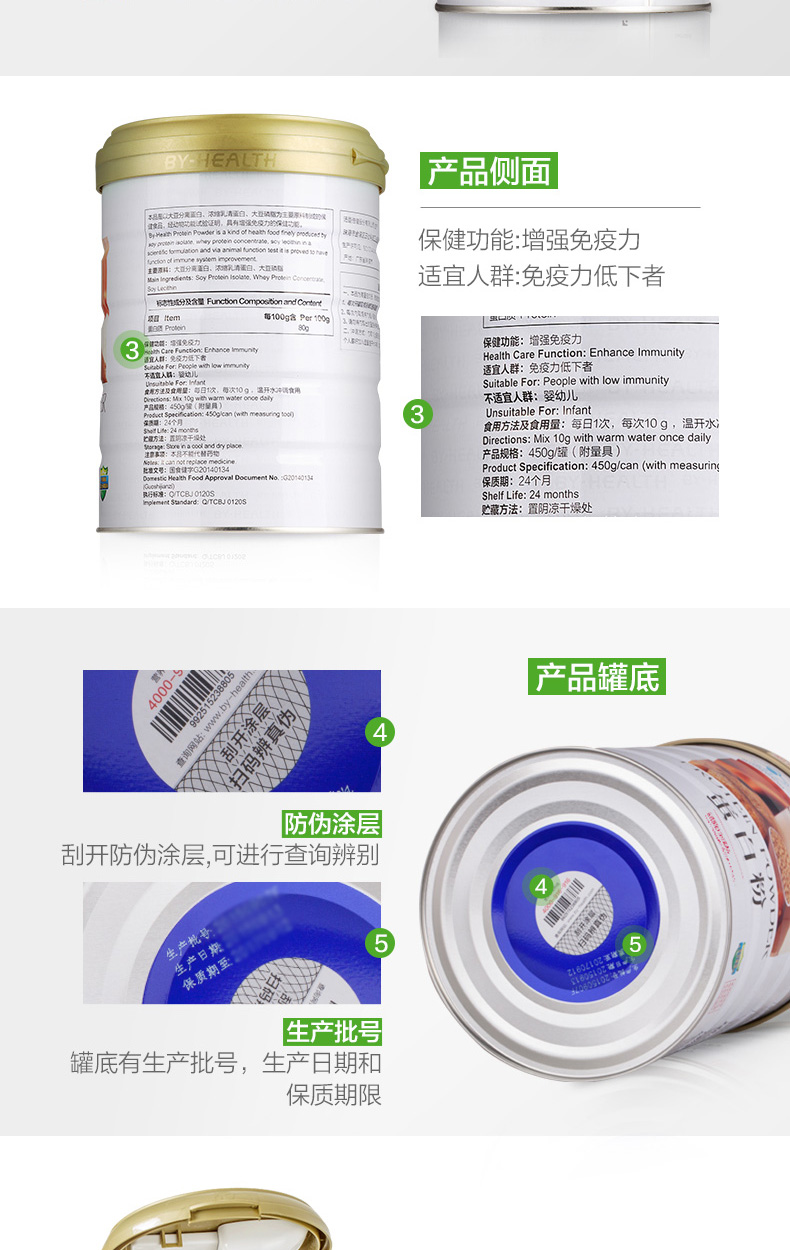 BY-HEALTH
产品侧面
保健功能:增强免疫力
适宜人群:免疫力低下者
本品是以大豆分离蛋白、浓缩乳清蛋白、大豆磷脂为主要原料制成的保
健食品，经动物功能试验证明，具有增强免疫力的保健功能。
By-Health Protein Powder is a kind of health food finely produced by
soy protein isolate, whey protein concentrate, soy lecithin in a
scientific formulation and via animal function test it is proved to have
function of immune system improvement.
主要原料：大豆分离蛋白、浓缩乳清蛋白、大豆磷脂
Main Ingredients: Soy Protein Isolate, Whey Protein Concentrate,
Soy Lecithin
标志性成分及含量 Function Composition and Content
项目 Item 每100g含 Per 100g
蛋白质 Protein 80g
3
保健功能：增强免疫力
Health Care Function: Enhance Immunity
适宜人群：免疫力低下者
Suitable For: People with low immunity
不适宜人群：婴幼儿
Unsuitable For: Infant
食用方法及食用量：每日1次，每次10 g ，温开水冲调食用
Directions: Mix 10g with warm water once daily
产品规格：450g/罐（附量具）
Product Specification: 450g/can (with measuring tool)
保质期：24个月
Shelf Life: 24 months
贮藏方法：置阴凉干燥处
Storage: Store in a cool and dry place.
注意事项：本品不能代替药物
Notes: It can not replace medicine
批准文号：国食健字G20140134
Domestic Health Food Approval Document No. :G20140134
(Guoshijianzi)
执行标准：Q/TCBJ 0120S
Implement Standard: Q/TCBJ 0120S
3
保健功能：增强免疫力
Health Care Function: Enhance Immunity
适宜人群：免疫力低下者
Suitable For: People with low immunity
不适宜人群：婴幼儿
Unsuitable For: Infant
食用方法及食用量：每日1次，每次10 g ，温开水
Directions: Mix 10g with warm water once daily
产品规格：450g/罐（附量具）
Product Specification: 450g/can (with measuring
保质期：24个月
Shelf Life: 24 months
贮藏方法：置阴凉干燥处
产品罐底
4000-9
992515238805
查询网站: www.by-health.
刮开涂层
扫码辨真伪
4
防伪涂层
刮开防伪涂层,可进行查询辨别
生产批号
生产日期
保质期至:
5
生产批号
罐底有生产批号，生产日期和
保质期限
4
刮开涂层
扫码辨真伪
5
蛋白粉